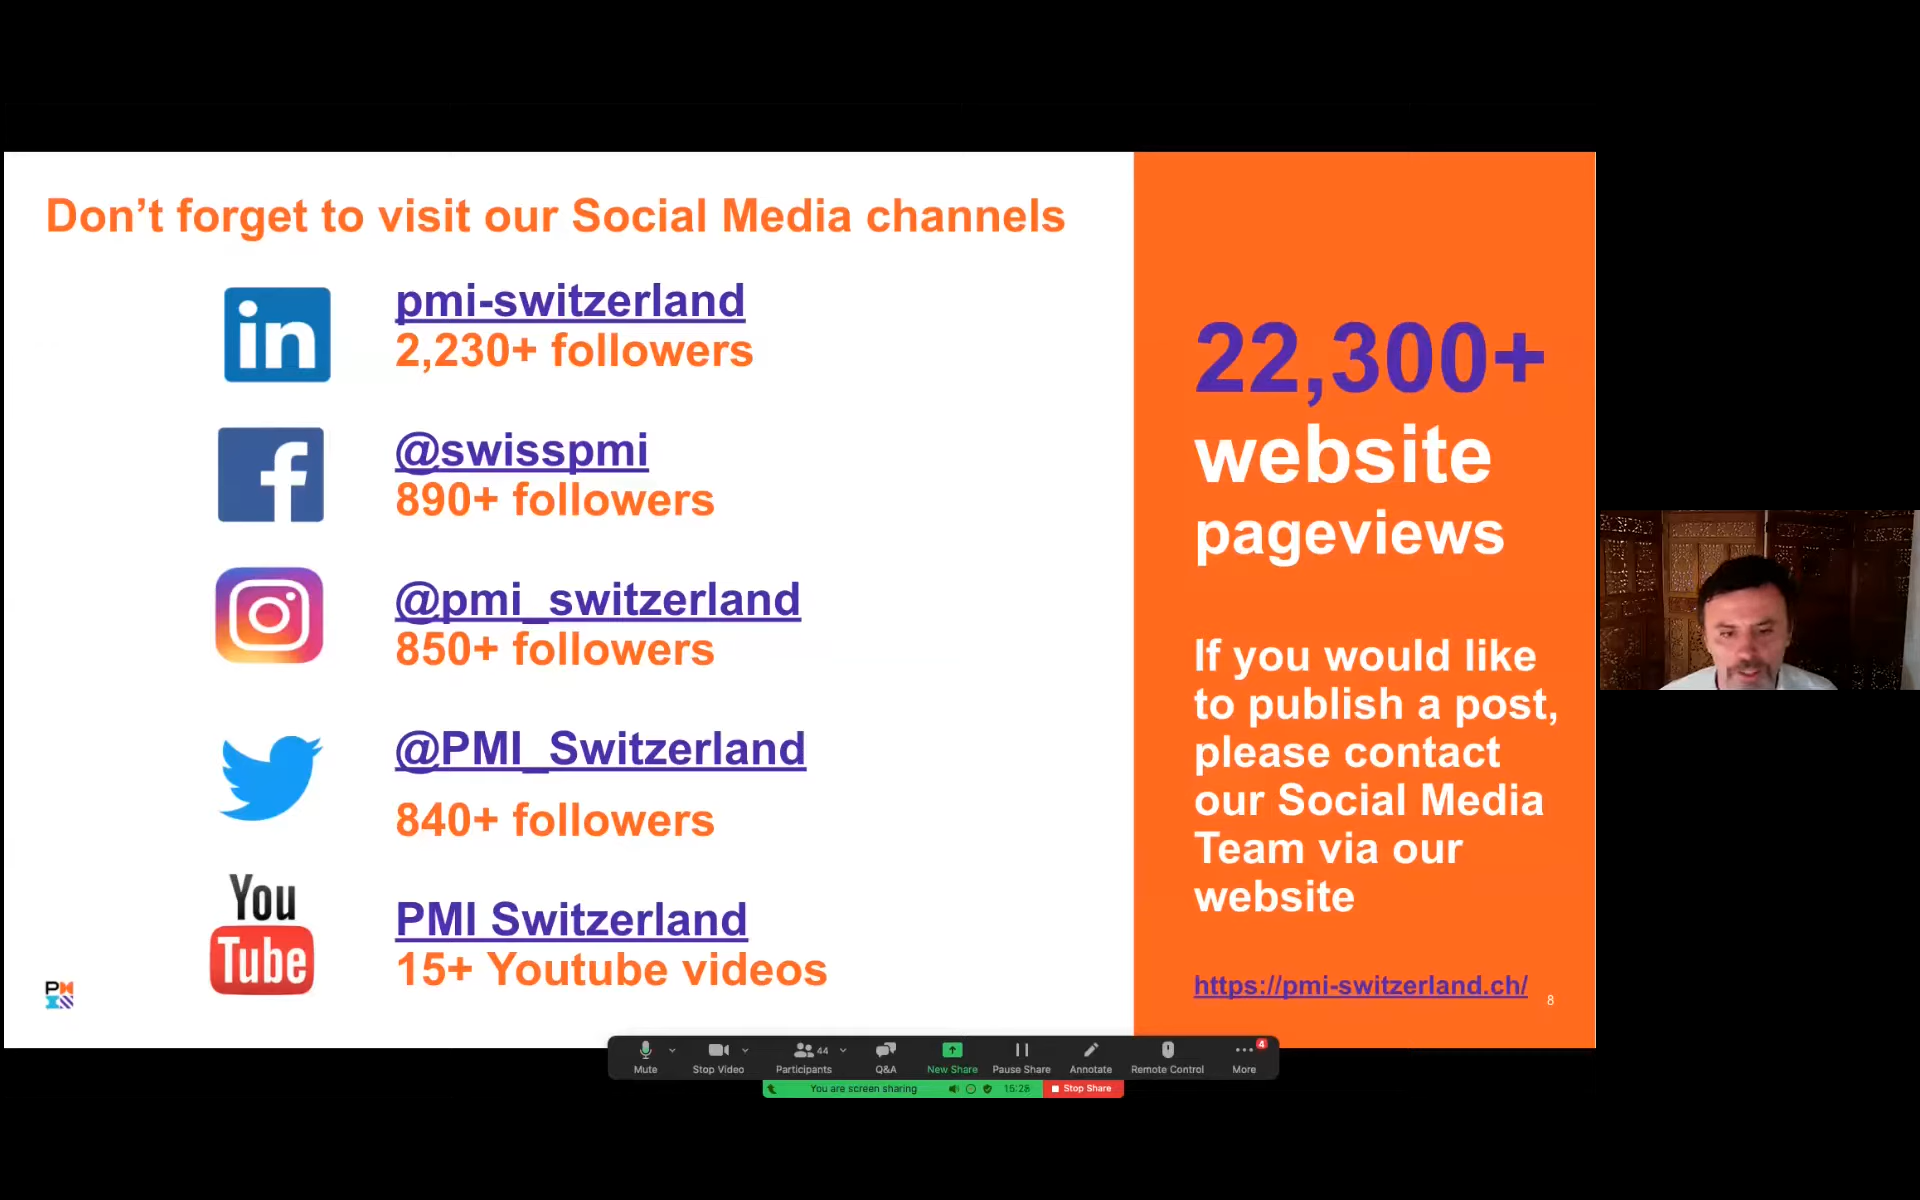 Don't forget to visit our Social Media channels
in
pmi-switzerland
2,230+ followers
f
@swisspmi
890+ followers
@pmi_switzerland
850+ followers
@PMI_Switzerland
840+ followers
You
Tube
PMI Switzerland
15+ Youtube videos
PM
I
22,300+
website
pageviews
If you would like
to publish a post,
please contact
our Social Media
Team via our
website
https://pmi-switzerland.ch/
8
44
4
Mute
Stop Video
Participants
Q&A
New Share
Pause Share
Annotate
Remote Control
More
You are screen sharing
15:28
Stop Share